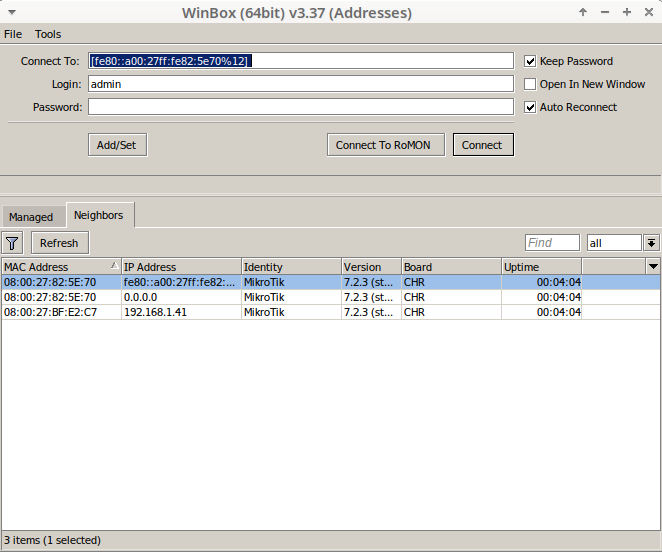 WinBox (64bit) v3.37 (Addresses)
File Tools
Connect To: [fe80::a00:27ff:fe82:5e70%12] Keep Password
Login: admin Open In New Window
Password: Auto Reconnect
Add/Set Connect To RoMON Connect
Managed Neighbors
Refresh Find all
MAC Address IP Address Identity Version Board Uptime
08:00:27:82:5E:70 fe80::a00:27ff:fe82:... MikroTik 7.2.3 (st... CHR 00:04:04
08:00:27:82:5E:70 0.0.0.0 MikroTik 7.2.3 (st... CHR 00:04:04
08:00:27:BF:E2:C7 192.168.1.41 MikroTik 7.2.3 (st... CHR 00:04:04
3 items (1 selected)